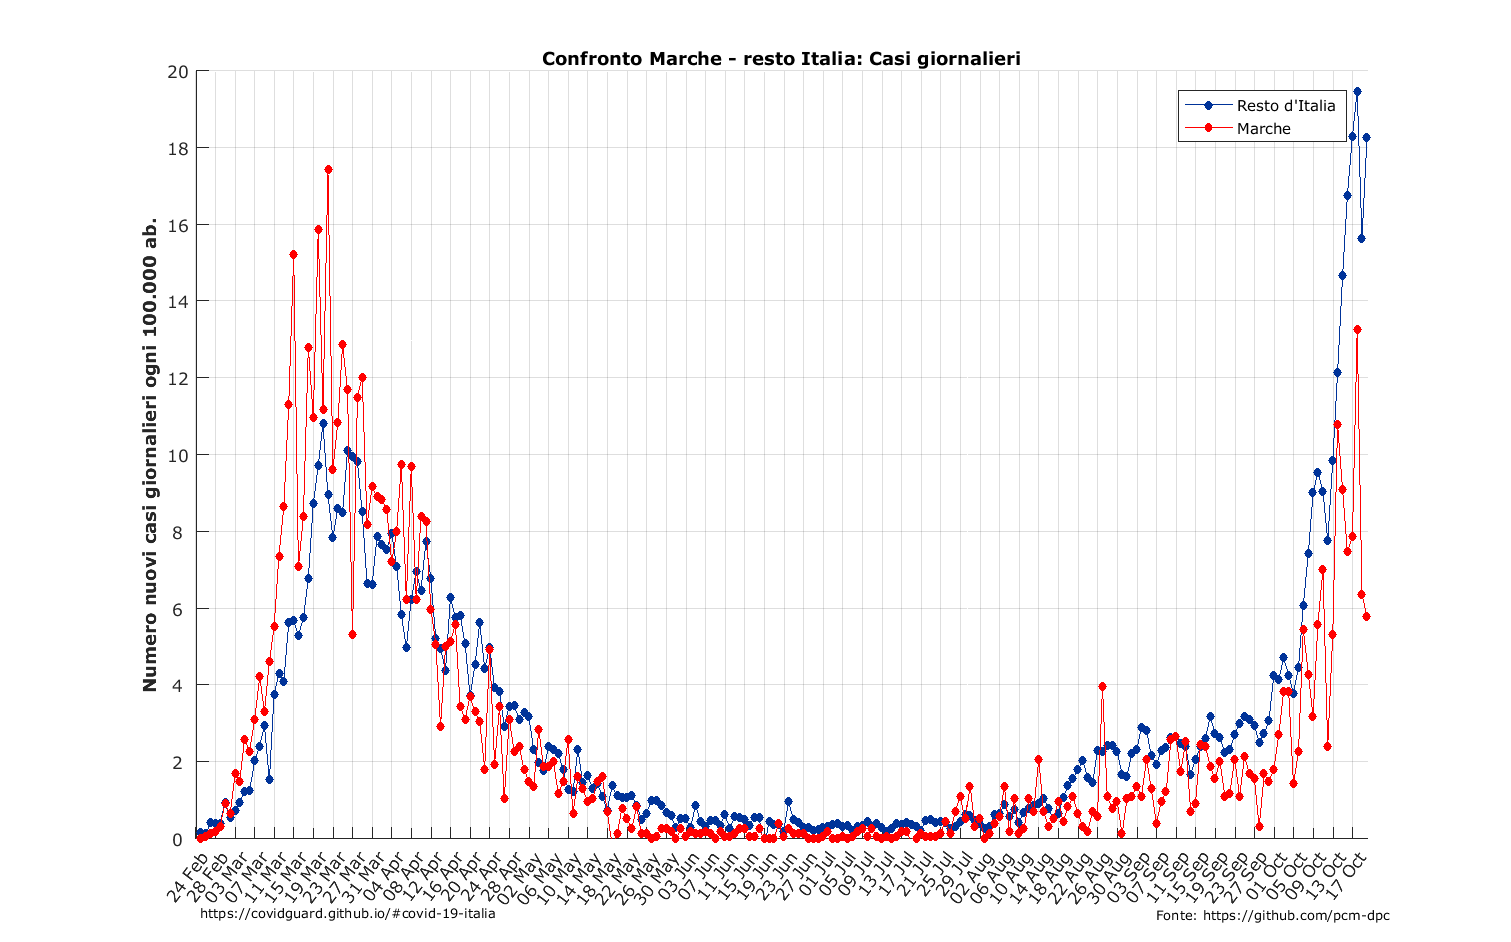 Confronto Marche - resto Italia: Casi giornalieri
Numero nuovi casi giornalieri ogni 100.000 ab.
20
18
16
14
12
10
8
6
4
2
0
Resto d'Italia
Marche
24 Feb
28 Feb
03 Mar
07 Mar
11 Mar
15 Mar
19 Mar
23 Mar
27 Mar
31 Mar
04 Apr
08 Apr
12 Apr
16 Apr
20 Apr
24 Apr
28 Apr
02 May
06 May
10 May
14 May
18 May
22 May
26 May
30 May
03 Jun
07 Jun
11 Jun
15 Jun
19 Jun
23 Jun
27 Jun
01 Jul
05 Jul
09 Jul
13 Jul
17 Jul
21 Jul
25 Jul
29 Jul
02 Aug
06 Aug
10 Aug
14 Aug
18 Aug
22 Aug
26 Aug
30 Aug
03 Sep
07 Sep
11 Sep
15 Sep
19 Sep
23 Sep
27 Sep
01 Oct
05 Oct
09 Oct
13 Oct
17 Oct
https://covidguard.github.io/#covid-19-italia
Fonte: https://github.com/pcm-dpc